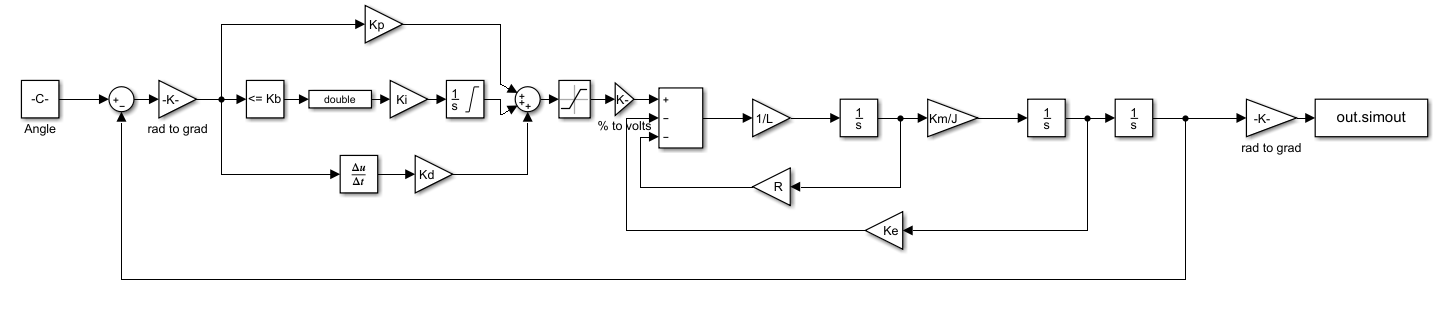 Kp
-C-
Angle
+
−
-K-
rad to grad
<= Kb
double
Ki
1
s
+
+
+
K-
% to volts
Δu
Δt
Kd
+
−
−
1/L
1
s
Km/J
1
s
1
s
-K-
rad to grad
out.simout
R
Ke